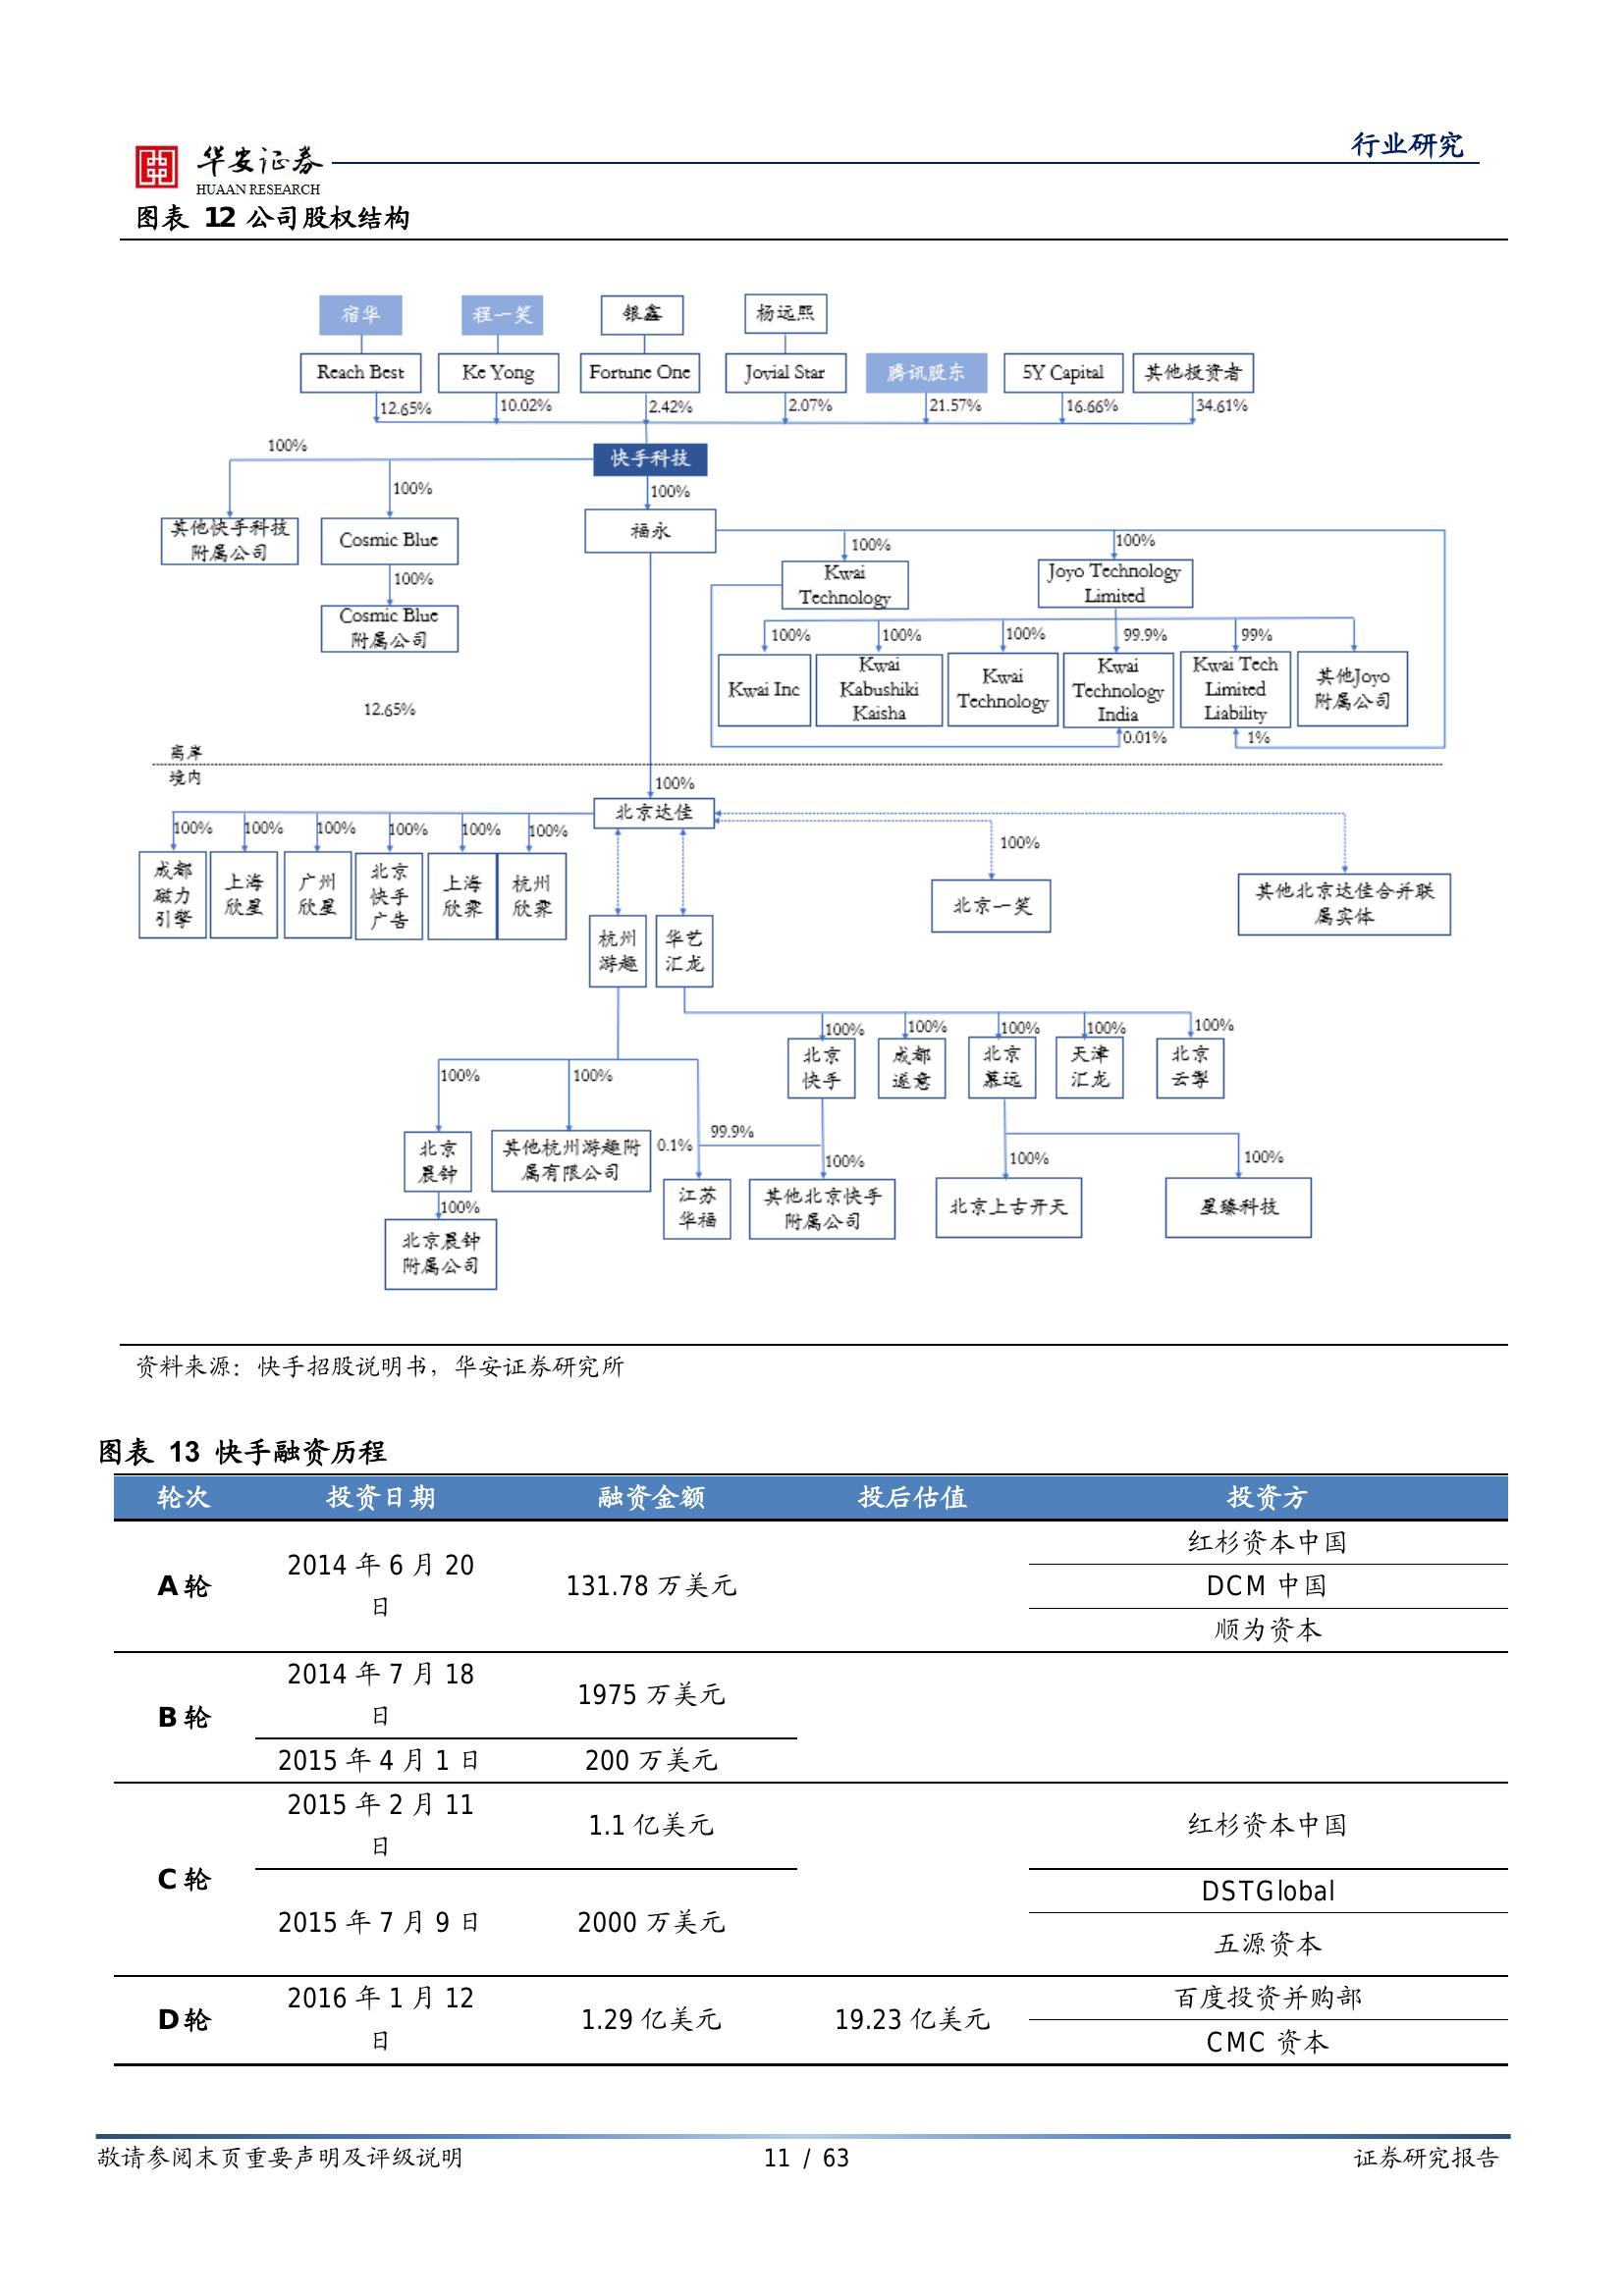 行业研究
华安证券
HUAAN RESEARCH
图表 12 公司股权结构
宿华
程一笑
银鑫
杨远熙
Reach Best
Ke Yong
Fortune One
Jovial Star
腾讯股东
5Y Capital
其他投资者
12.65%
10.02%
2.42%
2.07%
21.57%
16.66%
34.61%
100%
快手科技
100%
100%
其他快手科技
附属公司
Cosmic Blue
福永
100%
100%
100%
Cosmic Blue
附属公司
Kwai
Technology
Joyo Technology
Limited
100%
100%
100%
99.9%
99%
Kwai Inc
Kwai
Kabushiki
Kaisha
Kwai
Technology
Kwai
Technology
India
Kwai Tech
Limited
Liability
其他Joyo
附属公司
12.65%
0.01%
1%
离岸
境内
100%
北京达佳
100%
100%
100%
100%
100%
100%
100%
成都
磁力
引擎
上海
欣星
广州
欣星
北京
快手
广告
上海
欣霁
杭州
欣霁
北京一笑
其他北京达佳合并联
属实体
杭州
游趣
华艺
汇龙
100%
100%
100%
100%
100%
北京
快手
成都
遂意
北京
慕远
天津
汇龙
北京
云掣
100%
100%
0.1%
99.9%
100%
100%
100%
北京
晨钟
其他杭州游趣附
属有限公司
100%
江苏
华福
其他北京快手
附属公司
北京上古开天
星臻科技
北京晨钟
附属公司
资料来源：快手招股说明书，华安证券研究所
图表 13 快手融资历程
轮次 投资日期 融资金额 投后估值 投资方
A 轮
2014 年 6 月 20
日
131.78 万美元
红杉资本中国
DCM 中国
顺为资本
B 轮
2014 年 7 月 18
日
1975 万美元
2015 年 4 月 1 日
200 万美元
C 轮
2015 年 2 月 11
日
1.1 亿美元
红杉资本中国
2015 年 7 月 9 日
2000 万美元
DSTGlobal
五源资本
D 轮
2016 年 1 月 12
日
1.29 亿美元
19.23 亿美元
百度投资并购部
CMC 资本
敬请参阅末页重要声明及评级说明
11 / 63
证券研究报告